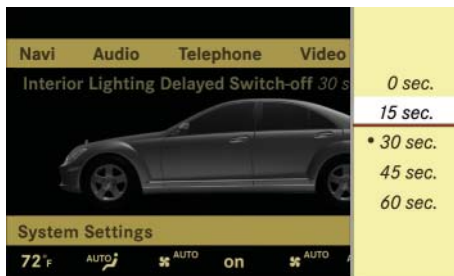 Navi Audio Telephone Video
Interior Lighting Delayed Switch-off 30 s
0 sec.
15 sec.
• 30 sec.
45 sec.
60 sec.
System Settings
72°F AUTO AUTO on AUTO